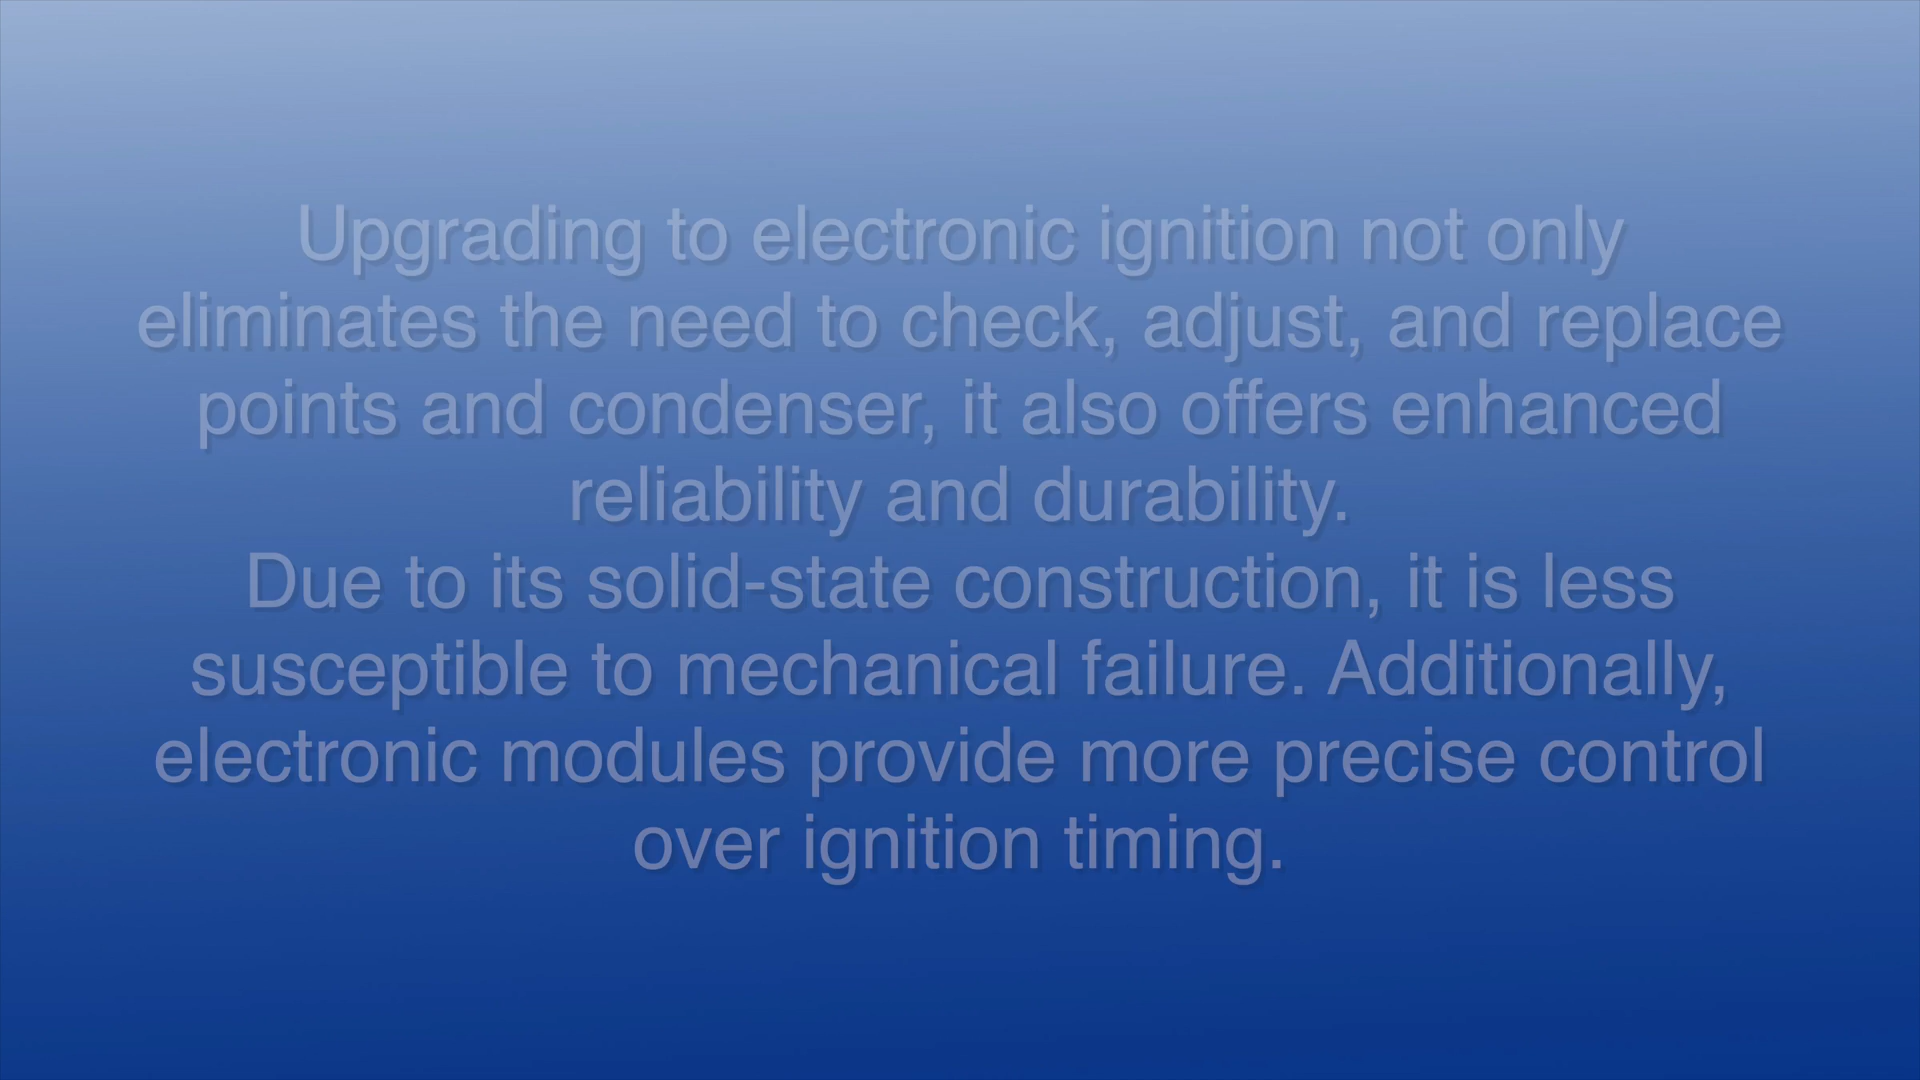 Upgrading to electronic ignition not only
eliminates the need to check, adjust, and replace
points and condenser, it also offers enhanced
reliability and durability.
Due to its solid-state construction, it is less
susceptible to mechanical failure. Additionally,
electronic modules provide more precise control
over ignition timing.